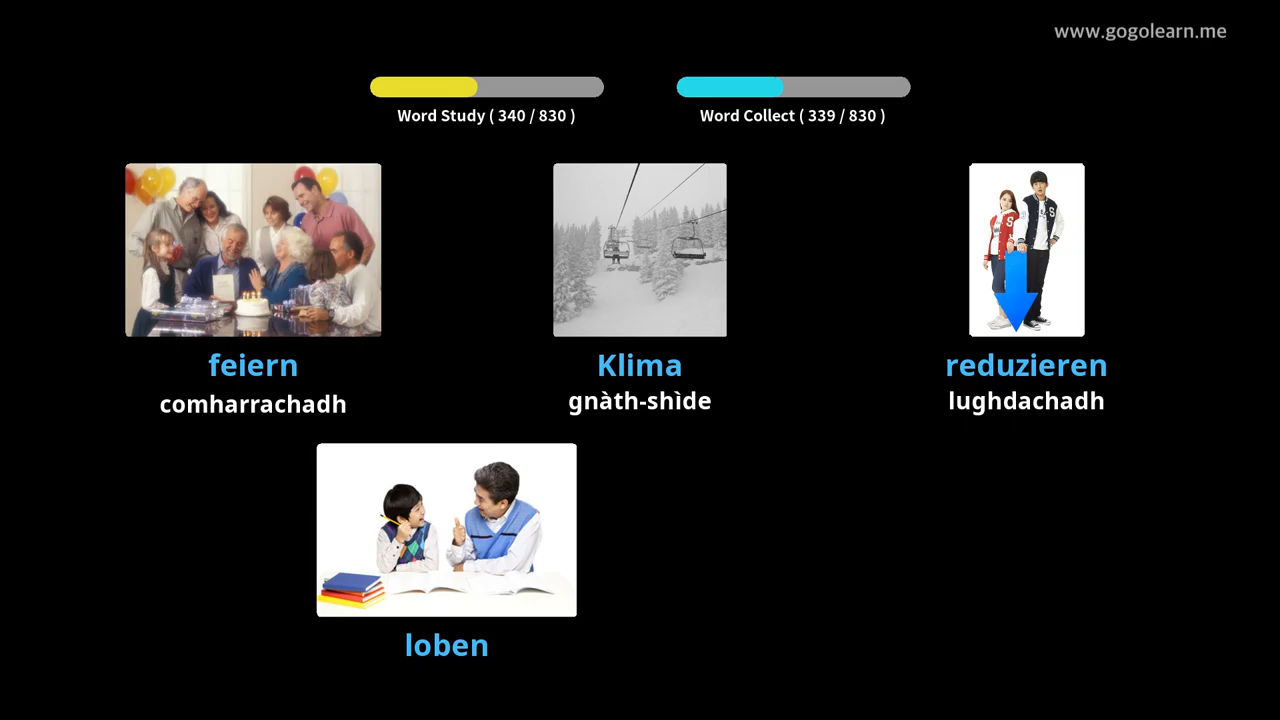 www.gogolearn.me
Word Study ( 340 / 830 )
Word Collect ( 339 / 830 )
feiern
comharrachadh
Klima
gnàth-shìde
reduzieren
lughdachadh
loben